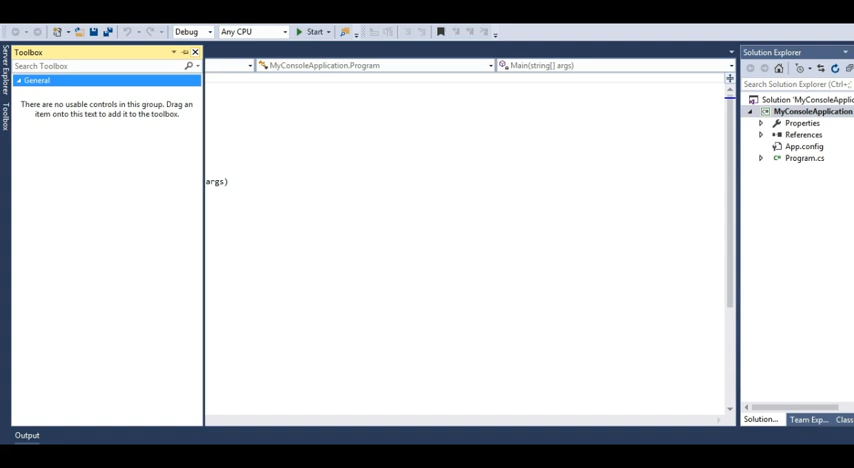 Debug
Any CPU
Start
Toolbox
Search Toolbox
General
There are no usable controls in this group. Drag an
item onto this text to add it to the toolbox.
Server Explorer
Toolbox
MyConsoleApplication.Program
Main(string[] args)
args)
Solution Explorer
Search Solution Explorer (Ctrl+;
Solution 'MyConsoleApplic
MyConsoleApplication
Properties
References
App.config
Program.cs
Solution...
Team Exp...
Class
Output